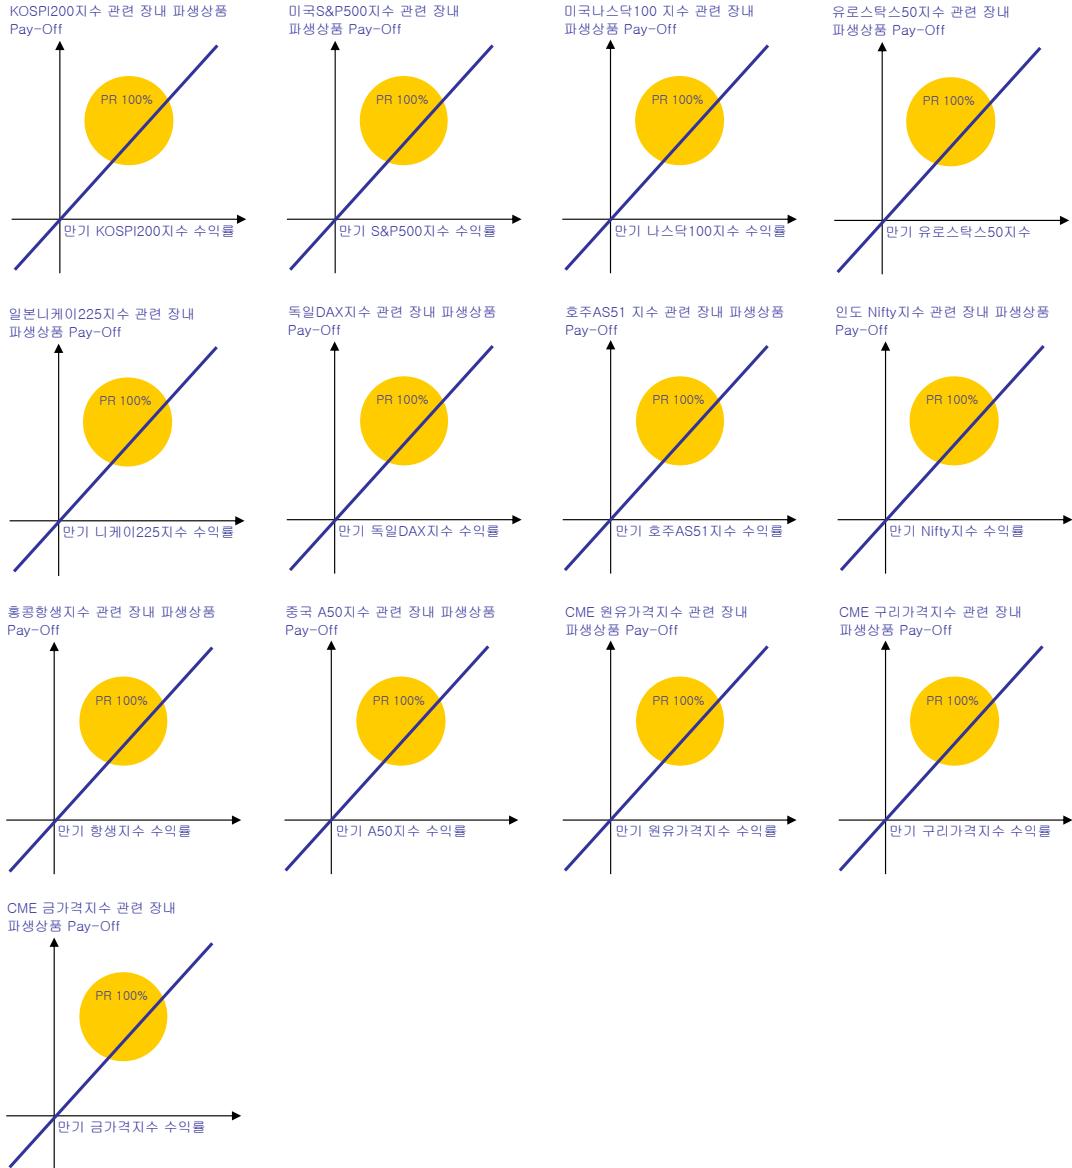 KOSPI200지수 관련 장내 파생상품
Pay-Off
PR 100%
만기 KOSPI200지수 수익률
미국S&P500지수 관련 장내
파생상품 Pay-Off
PR 100%
만기 S&P500지수 수익률
미국나스닥100 지수 관련 장내
파생상품 Pay-Off
PR 100%
만기 나스닥100지수 수익률
유로스탁스50지수 관련 장내
파생상품 Pay-Off
PR 100%
만기 유로스탁스50지수
일본니케이225지수 관련 장내
파생상품 Pay-Off
PR 100%
만기 니케이225지수 수익률
독일DAX지수 관련 장내 파생상품
Pay-Off
PR 100%
만기 독일DAX지수 수익률
호주AS51 지수 관련 장내 파생상품
Pay-Off
PR 100%
만기 호주AS51지수 수익률
인도 Nifty지수 관련 장내 파생상품
Pay-Off
PR 100%
만기 Nifty지수 수익률
홍콩항생지수 관련 장내 파생상품
Pay-Off
PR 100%
만기 항생지수 수익률
중국 A50지수 관련 장내 파생상품
Pay-Off
PR 100%
만기 A50지수 수익률
CME 원유가격지수 관련 장내
파생상품 Pay-Off
PR 100%
만기 원유가격지수 수익률
CME 구리가격지수 관련 장내
파생상품 Pay-Off
PR 100%
만기 구리가격지수 수익률
CME 금가격지수 관련 장내
파생상품 Pay-Off
PR 100%
만기 금가격지수 수익률